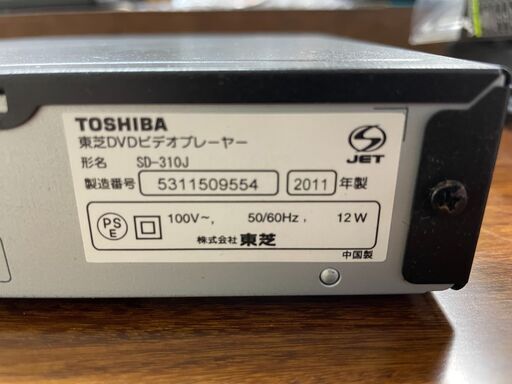 TOSHIBA
東芝DVDビデオプレーヤー
形名 SD-310J
製造番号 5311509554 2011 年製
PS E 100V~, 50/60Hz, 12W
株式会社 東芝
中国製
S JET